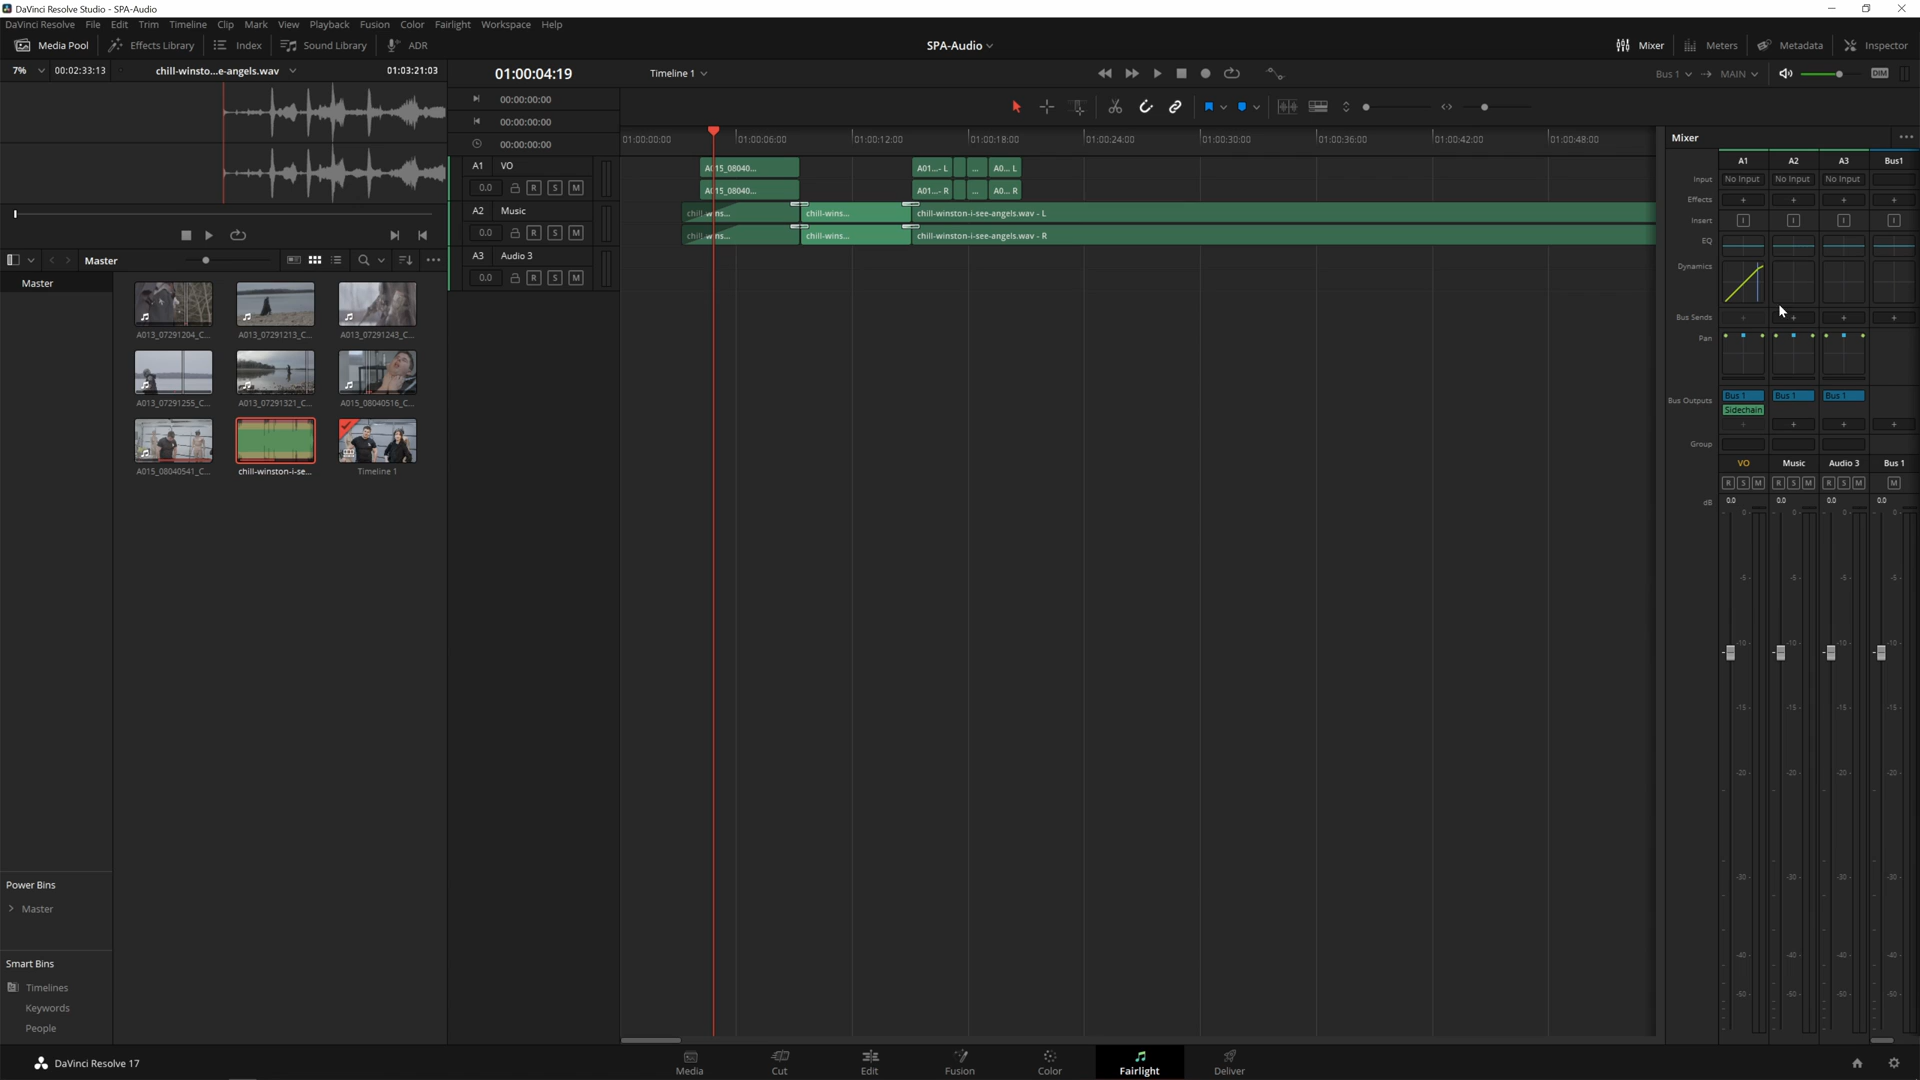 DaVinci Resolve Studio - SPA-Audio
DaVinci Resolve File Edit Trim Timeline Clip Mark View Playback Fusion Color Fairlight Workspace Help
Media Pool Effects Library Index Sound Library ADR SPA-Audio Mixer Meters Metadata Inspector
7% 00:02:33:13 chill-winsto...e-angels.wav 01:03:21:03 01:00:04:19 Timeline 1 Bus 1 MAIN DIM
00:00:00:00
00:00:00:00
00:00:00:00
01:00:00:00 01:00:06:00 01:00:12:00 01:00:18:00 01:00:24:00 01:00:30:00 01:00:36:00 01:00:42:00 01:00:48:00
A1 VO
0.0 R S M
A2 Music
0.0 R S M
A3 Audio 3
0.0 R S M
A015_08040... A01...- L ... A0... L
A015_08040... A01...- R ... A0... R
chill-wins... chill-wins... chill-winston-i-see-angels.wav - L
chill-wins... chill-wins... chill-winston-i-see-angels.wav - R
Master
Master
A013_07291204_C... A013_07291213_C... A013_07291243_C...
A013_07291255_C... A013_07291321_C... A015_08040516_C...
A015_08040541_C... chill-winston-i-se... Timeline 1
Power Bins
Master
Smart Bins
Timelines
Keywords
People
Mixer
A1 A2 A3 Bus1
Input No Input No Input No Input
Effects + + + +
Insert I I I I
EQ
Dynamics
Bus Sends + + + +
Pan
Bus Outputs Bus 1 Bus 1 Bus 1
Sidechain
+ + + +
Group
VO Music Audio 3 Bus 1
R S M R S M R S M M
dB 0.0 0.0 0.0 0.0
0 0 0 0
-5 -5 -5 -5
-10 -10 -10 -10
-15 -15 -15 -15
-20 -20 -20 -20
-30 -30 -30 -30
-40 -40 -40 -40
-50 -50 -50 -50
DaVinci Resolve 17 Media Cut Edit Fusion Color Fairlight Deliver